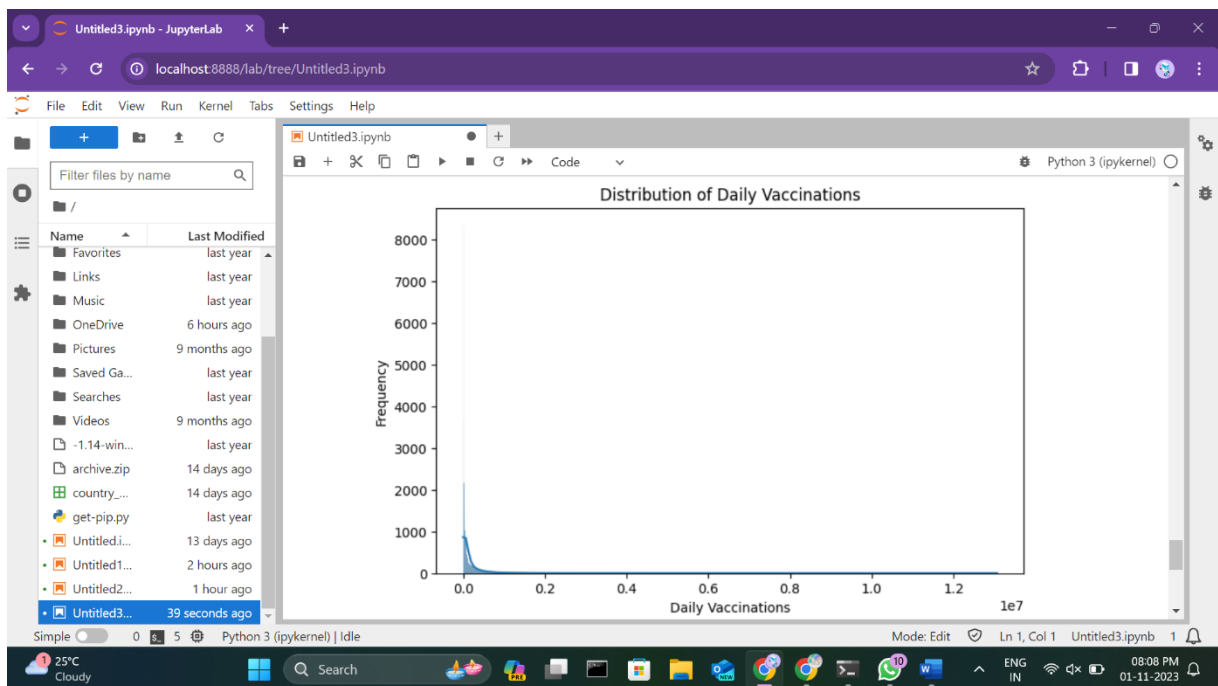 Untitled3.ipynb - JupyterLab
localhost:8888/lab/tree/Untitled3.ipynb
File Edit View Run Kernel Tabs Settings Help
Untitled3.ipynb
Code
Python 3 (ipykernel)
Filter files by name
/
Name Last Modified
Favorites last year
Links last year
Music last year
OneDrive 6 hours ago
Pictures 9 months ago
Saved Ga... last year
Searches last year
Videos 9 months ago
-1.14-win... last year
archive.zip 14 days ago
country_... 14 days ago
get-pip.py last year
Untitled.i... 13 days ago
Untitled1... 2 hours ago
Untitled2... 1 hour ago
Untitled3... 39 seconds ago
Distribution of Daily Vaccinations
Frequency
8000
7000
6000
5000
4000
3000
2000
1000
0
0.0 0.2 0.4 0.6 0.8 1.0 1.2
1e7
Daily Vaccinations
Simple 0 5 Python 3 (ipykernel) | Idle Mode: Edit Ln 1, Col 1 Untitled3.ipynb 1
1
25°C
Cloudy
Search
PRE
NEW
10
ENG
IN
08:08 PM
01-11-2023